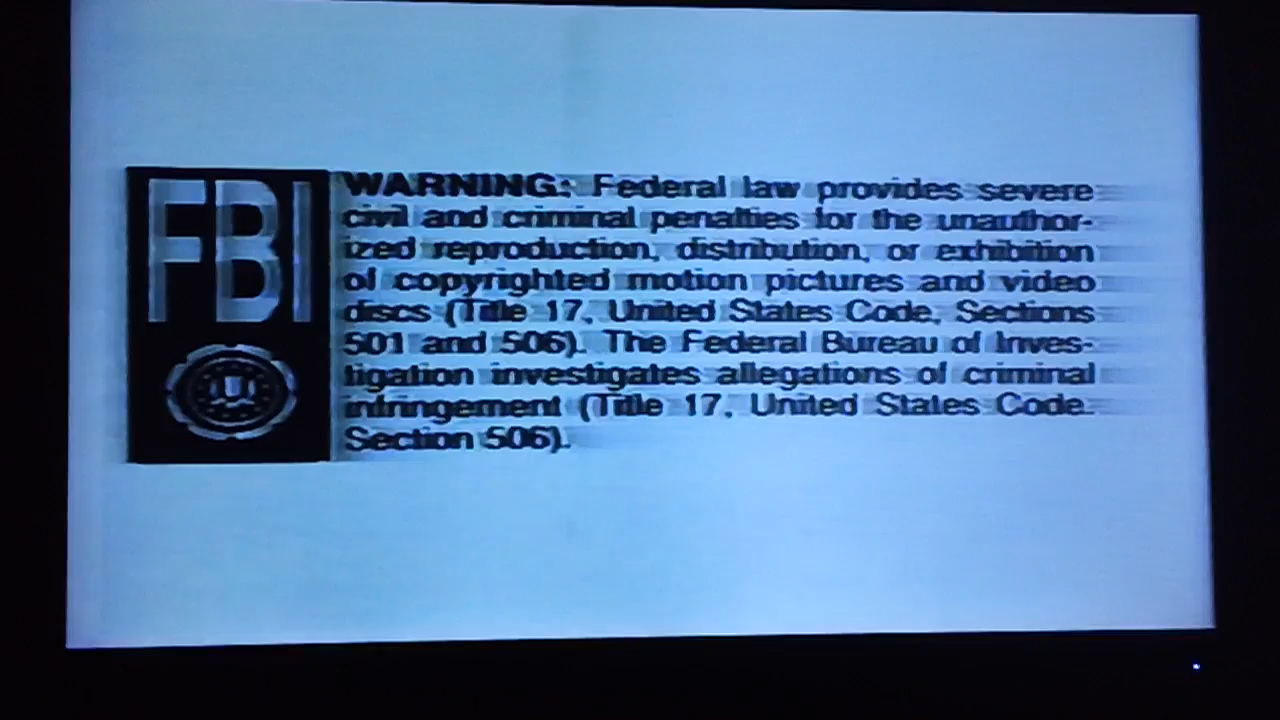 FBI
WARNING: Federal law provides severe
civil and criminal penalties for the unauthor-
ized reproduction, distribution, or exhibition
of copyrighted motion pictures and video
discs (Title 17, United States Code, Sections
501 and 506). The Federal Bureau of Inves-
tigation investigates allegations of criminal
infringement (Title 17, United States Code.
Section 506).